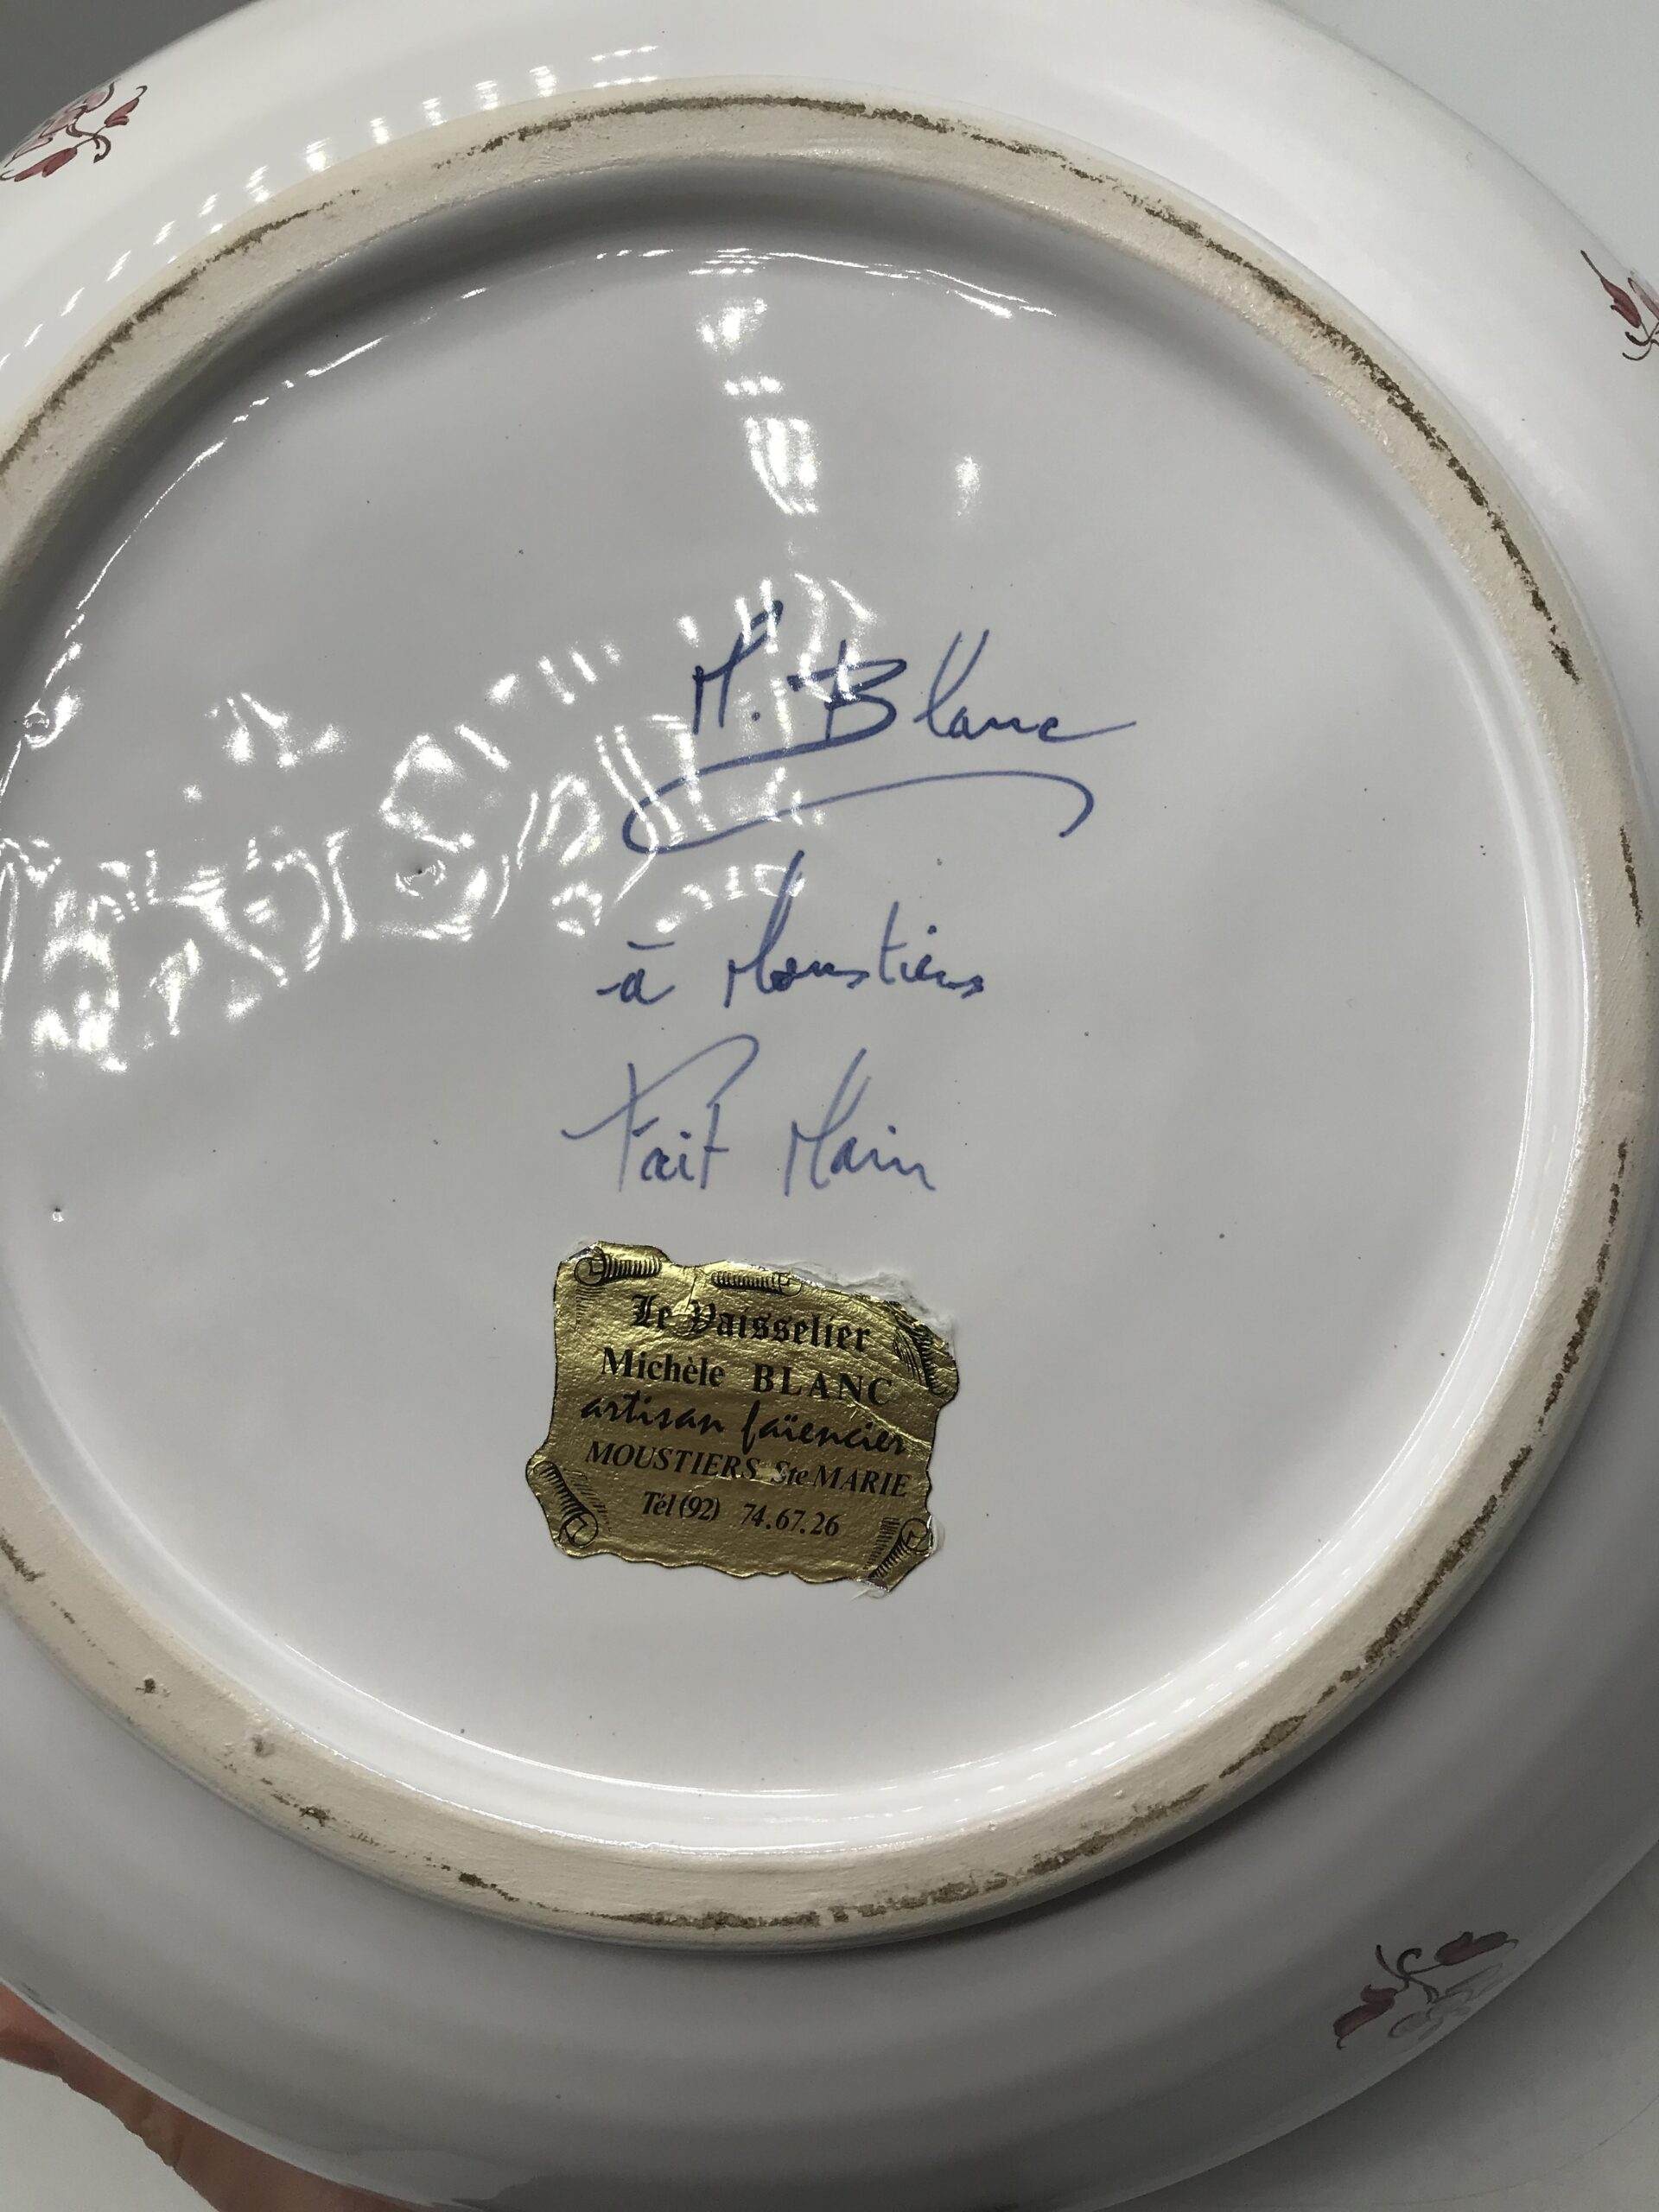 M. Blanc
à Moustiers
Fait Main
Le Vaisselier
Michèle BLANC
artisan faïencier
MOUSTIERS Ste MARIE
Tél (92) 74.67.26